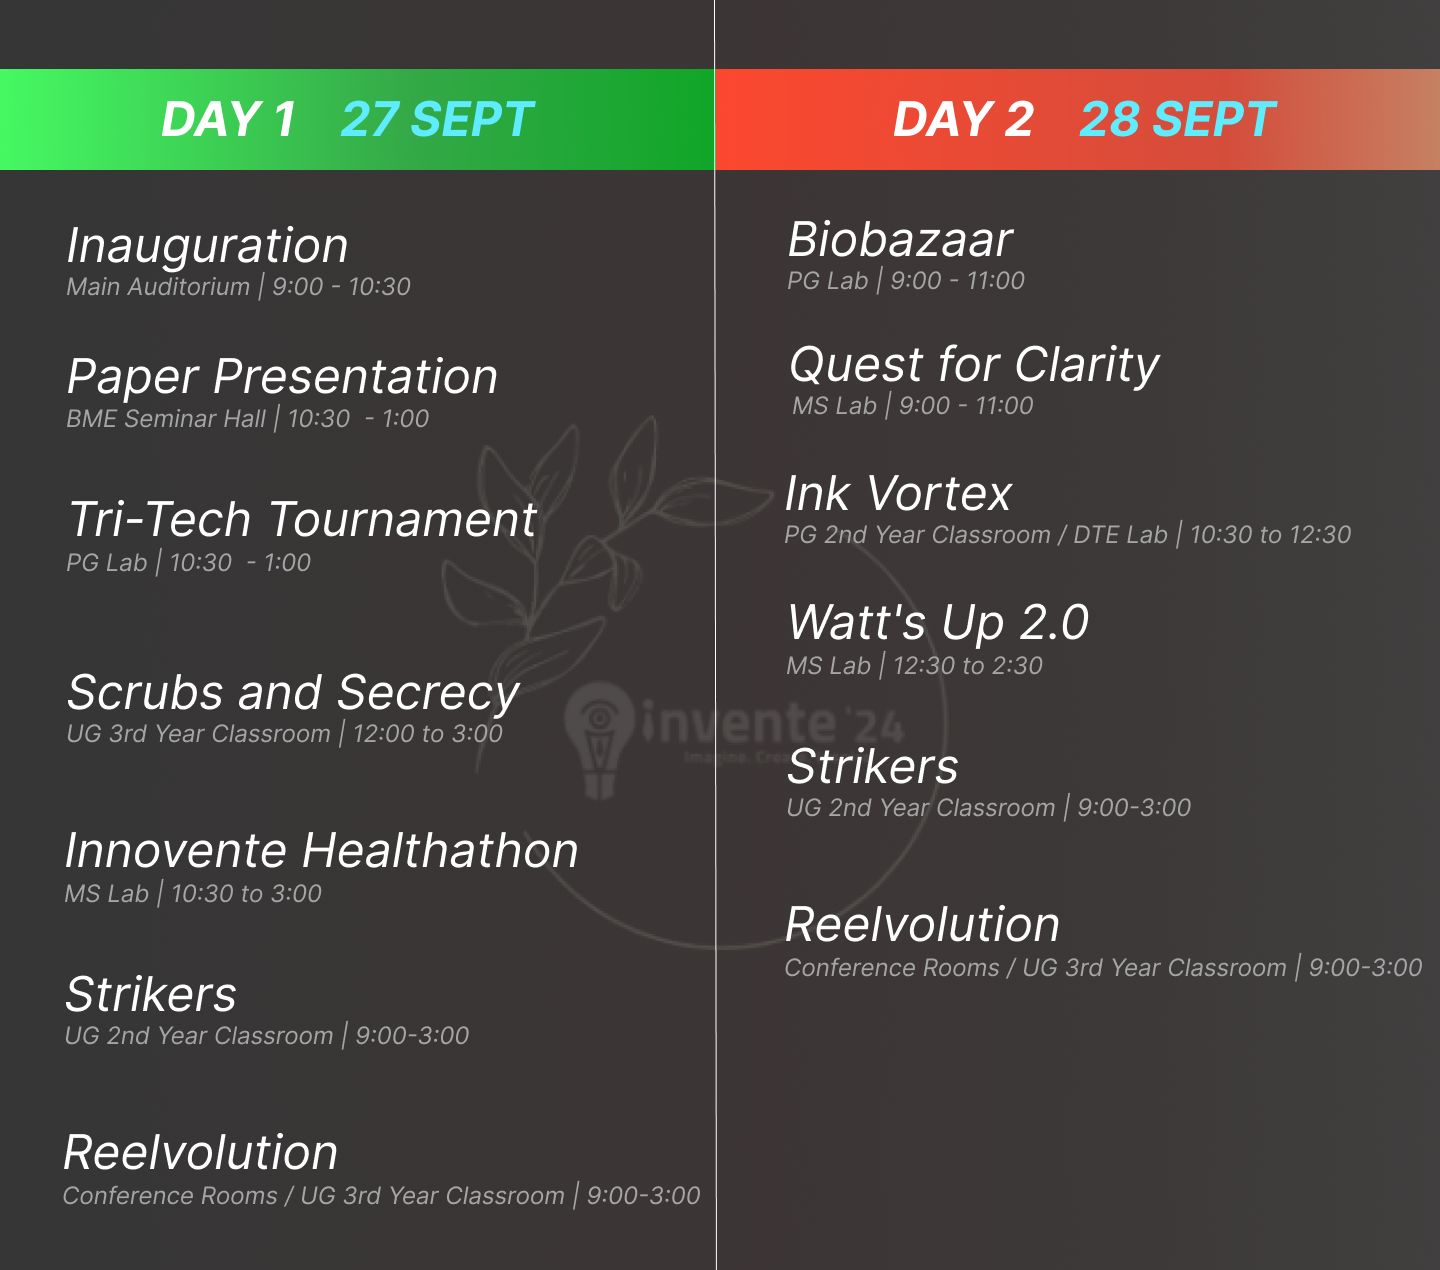 DAY 1 27 SEPT
Inauguration
Main Auditorium | 9:00 - 10:30
Paper Presentation
BME Seminar Hall | 10:30 - 1:00
Tri-Tech Tournament
PG Lab | 10:30 - 1:00
Scrubs and Secrecy
UG 3rd Year Classroom | 12:00 to 3:00
Innovente Healthathon
MS Lab | 10:30 to 3:00
Strikers
UG 2nd Year Classroom | 9:00-3:00
Reelvolution
Conference Rooms / UG 3rd Year Classroom | 9:00-3:00
DAY 2 28 SEPT
Biobazaar
PG Lab | 9:00 - 11:00
Quest for Clarity
MS Lab | 9:00 - 11:00
Ink Vortex
PG 2nd Year Classroom / DTE Lab | 10:30 to 12:30
Watt's Up 2.0
MS Lab | 12:30 to 2:30
Strikers
UG 2nd Year Classroom | 9:00-3:00
Reelvolution
Conference Rooms / UG 3rd Year Classroom | 9:00-3:00
invente '24
Imagine.